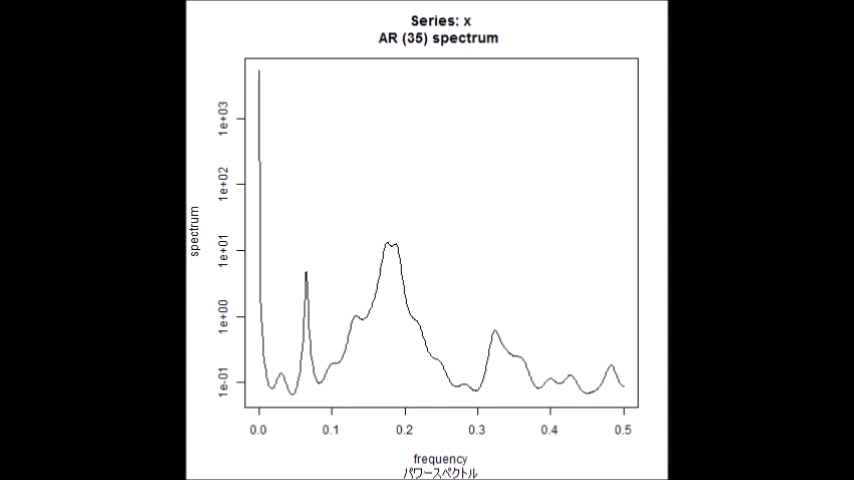 Series: x
AR (35) spectrum
spectrum
1e+03
1e+02
1e+01
1e+00
1e-01
0.0 0.1 0.2 0.3 0.4 0.5
frequency
パワースペクトル